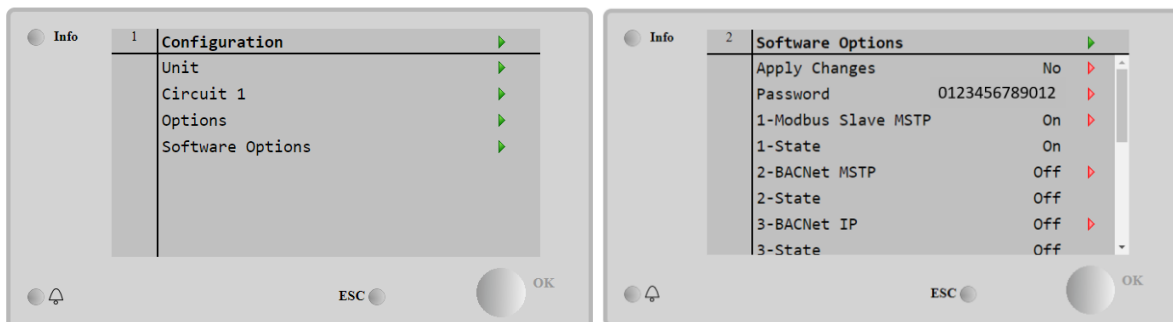 Info
1 Configuration
Unit
Circuit 1
Options
Software Options
ESC
OK
Info
2 Software Options
Apply Changes No
Password 0123456789012
1-Modbus Slave MSTP On
1-State On
2-BACNet MSTP Off
2-State Off
3-BACNet IP Off
3-State Off
ESC
OK